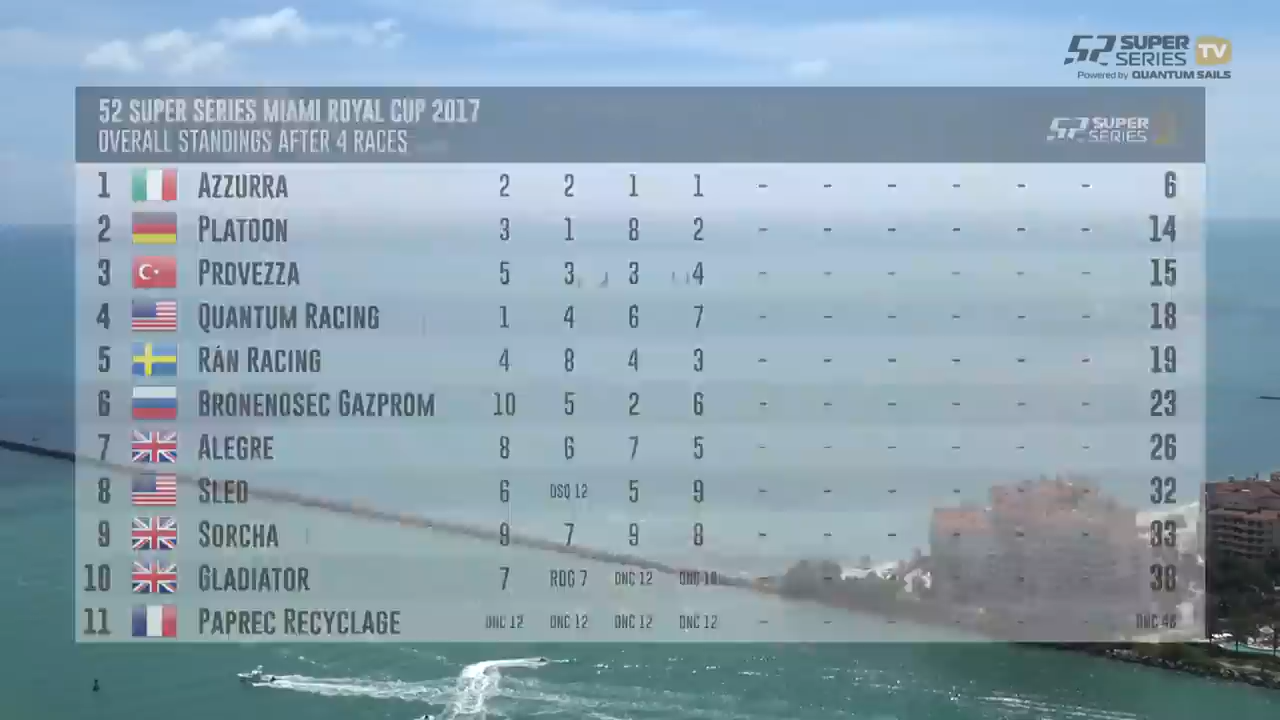 52 SUPER SERIES TV
Powered by QUANTUM SAILS
52 SUPER SERIES MIAMI ROYAL CUP 2017
OVERALL STANDINGS AFTER 4 RACES
52 SUPER SERIES
1 AZZURRA 2 2 1 1 - - - - - - 6
2 PLATOON 3 1 8 2 - - - - - - 14
3 PROVEZZA 5 3 3 4 - - - - - - 15
4 QUANTUM RACING 1 4 6 7 - - - - - - 18
5 RÁN RACING 4 8 4 3 - - - - - - 19
6 BRONENOSEC GAZPROM 10 5 2 6 - - - - - - 23
7 ALEGRE 8 6 7 5 - - - - - - 26
8 SLED 6 DSQ 12 5 9 - - - - - - 32
9 SORCHA 9 7 9 8 - - - - - - 33
10 GLADIATOR 7 RDG 7 DNC 12 - - - - - -
11 PAPREC RECYCLAGE DNC 12 DNC 12 DNC 12 DNC 12 - - - - - - DNC 48